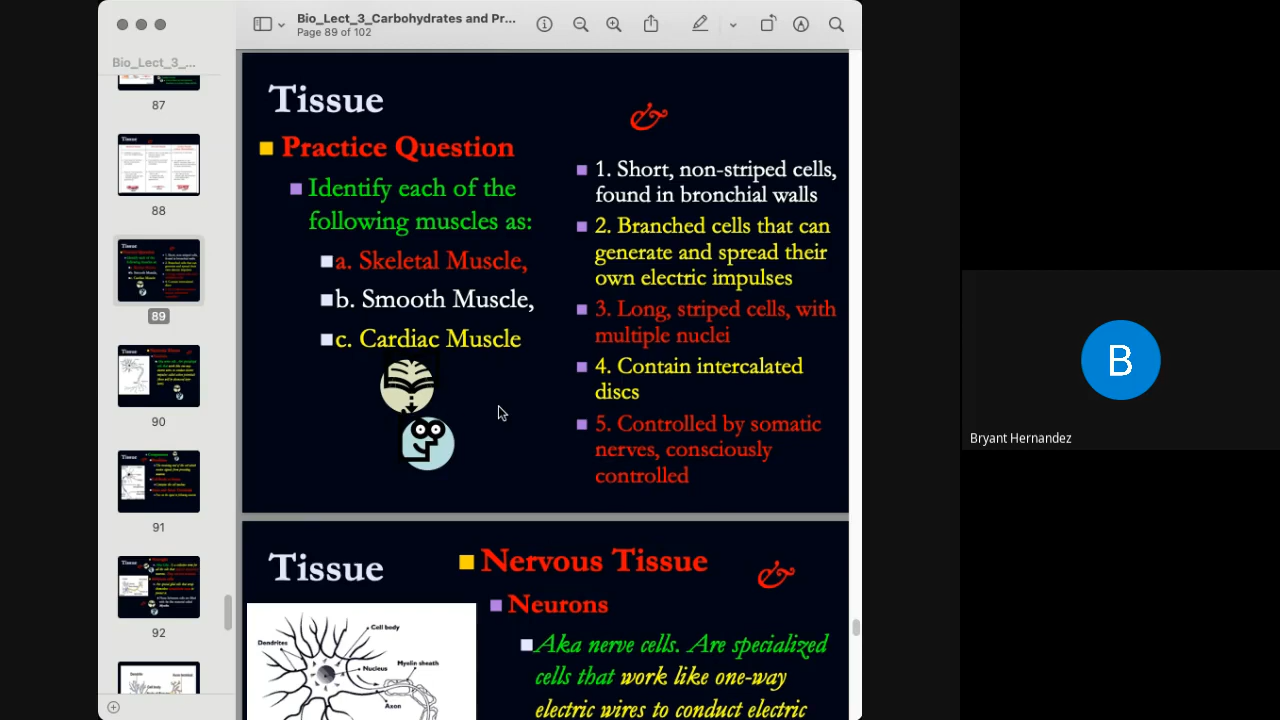 Bio_Lect_3_Carbohydrates and Pr...
Page 89 of 102
Bio_Lect_3_...
87
88
89
90
91
92
Tissue
&
Practice Question
Identify each of the
following muscles as:
a. Skeletal Muscle,
b. Smooth Muscle,
c. Cardiac Muscle
1. Short, non-striped cells,
found in bronchial walls
2. Branched cells that can
generate and spread their
own electric impulses
3. Long, striped cells, with
multiple nuclei
4. Contain intercalated
discs
5. Controlled by somatic
nerves, consciously
controlled
Tissue
Nervous Tissue
&
Neurons
Aka nerve cells. Are specialized
cells that work like one-way
electric wires to conduct electric
Dendrites
Cell body
Nucleus
Myolin sheath
Axon
B
Bryant Hernandez